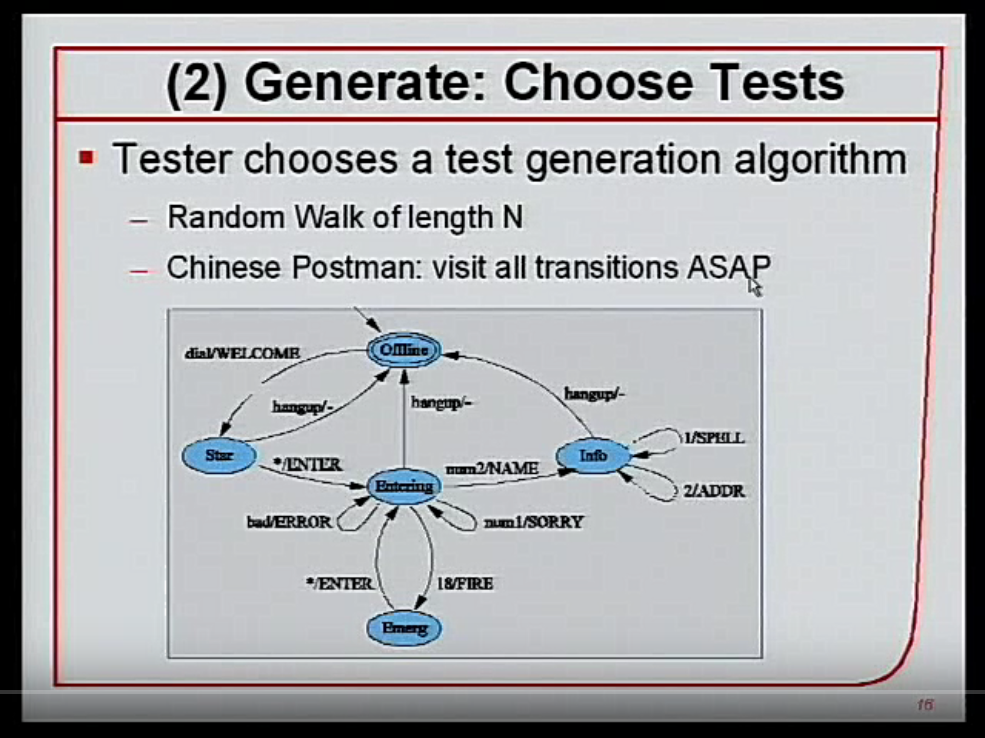 (2) Generate: Choose Tests
Tester chooses a test generation algorithm
– Random Walk of length N
– Chinese Postman: visit all transitions ASAP
Offline
dial/WELCOME
hangup/-
hangup/-
hangup/-
Star
*/ENTER
num2/NAME
Info
1/SPELL
2/ADDR
Entering
bad/ERROR
num1/SORRY
*/ENTER
18/FIRE
Emerg
16